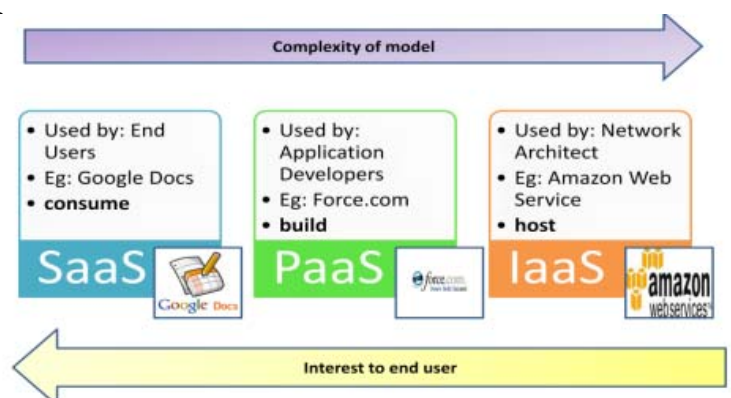 Complexity of model
• Used by: End
Users
• Eg: Google Docs
• consume
SaaS
Google Docs
• Used by:
Application
Developers
• Eg: Force.com
• build
PaaS
force.com
• Used by: Network
Architect
• Eg: Amazon Web
Service
• host
IaaS
amazon
webservices
Interest to end user